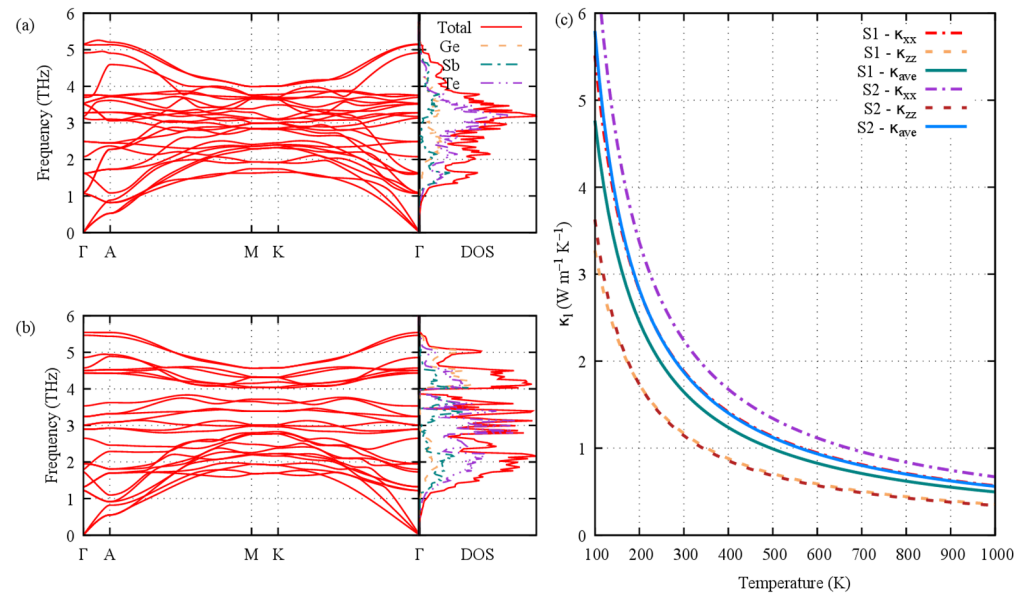 (a)
Frequency (THz)
6
5
4
3
2
1
0
Γ A M K Γ DOS
Total
Ge
Sb
Te
(b)
Frequency (THz)
6
5
4
3
2
1
0
Γ A M K Γ DOS
(c)
κl (W m⁻¹ K⁻¹)
6
5
4
3
2
1
0
S1 - κxx
S1 - κzz
S1 - κave
S2 - κxx
S2 - κzz
S2 - κave
100 200 300 400 500 600 700 800 900 1000
Temperature (K)